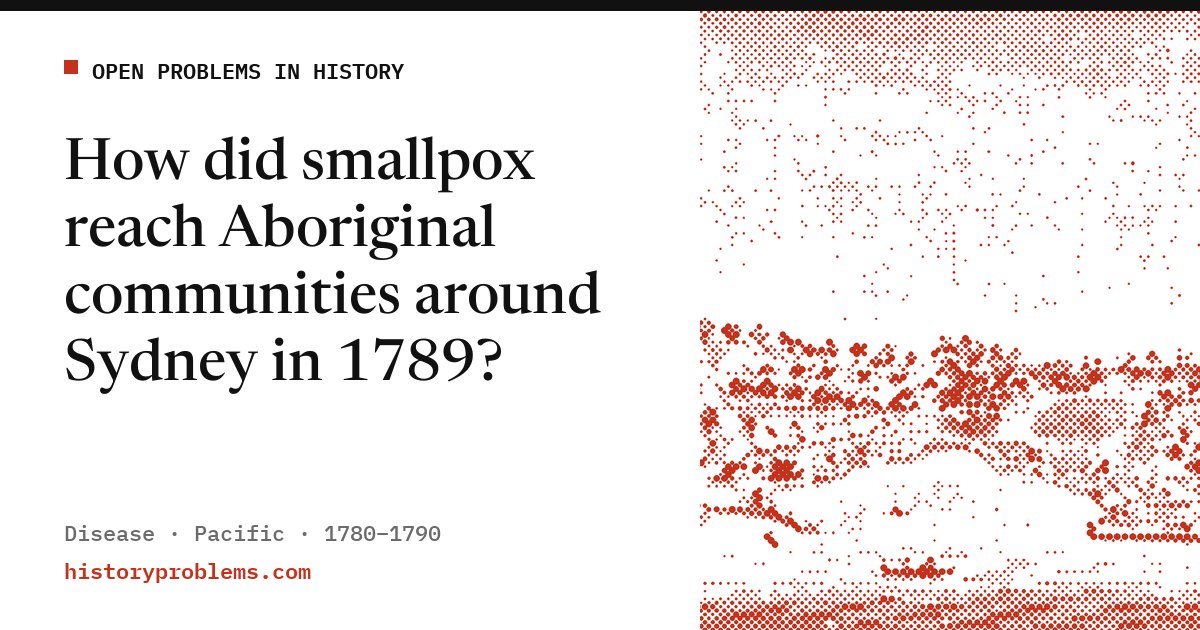 OPEN PROBLEMS IN HISTORY
How did smallpox
reach Aboriginal
communities around
Sydney in 1789?
Disease · Pacific · 1780–1790
historyproblems.com